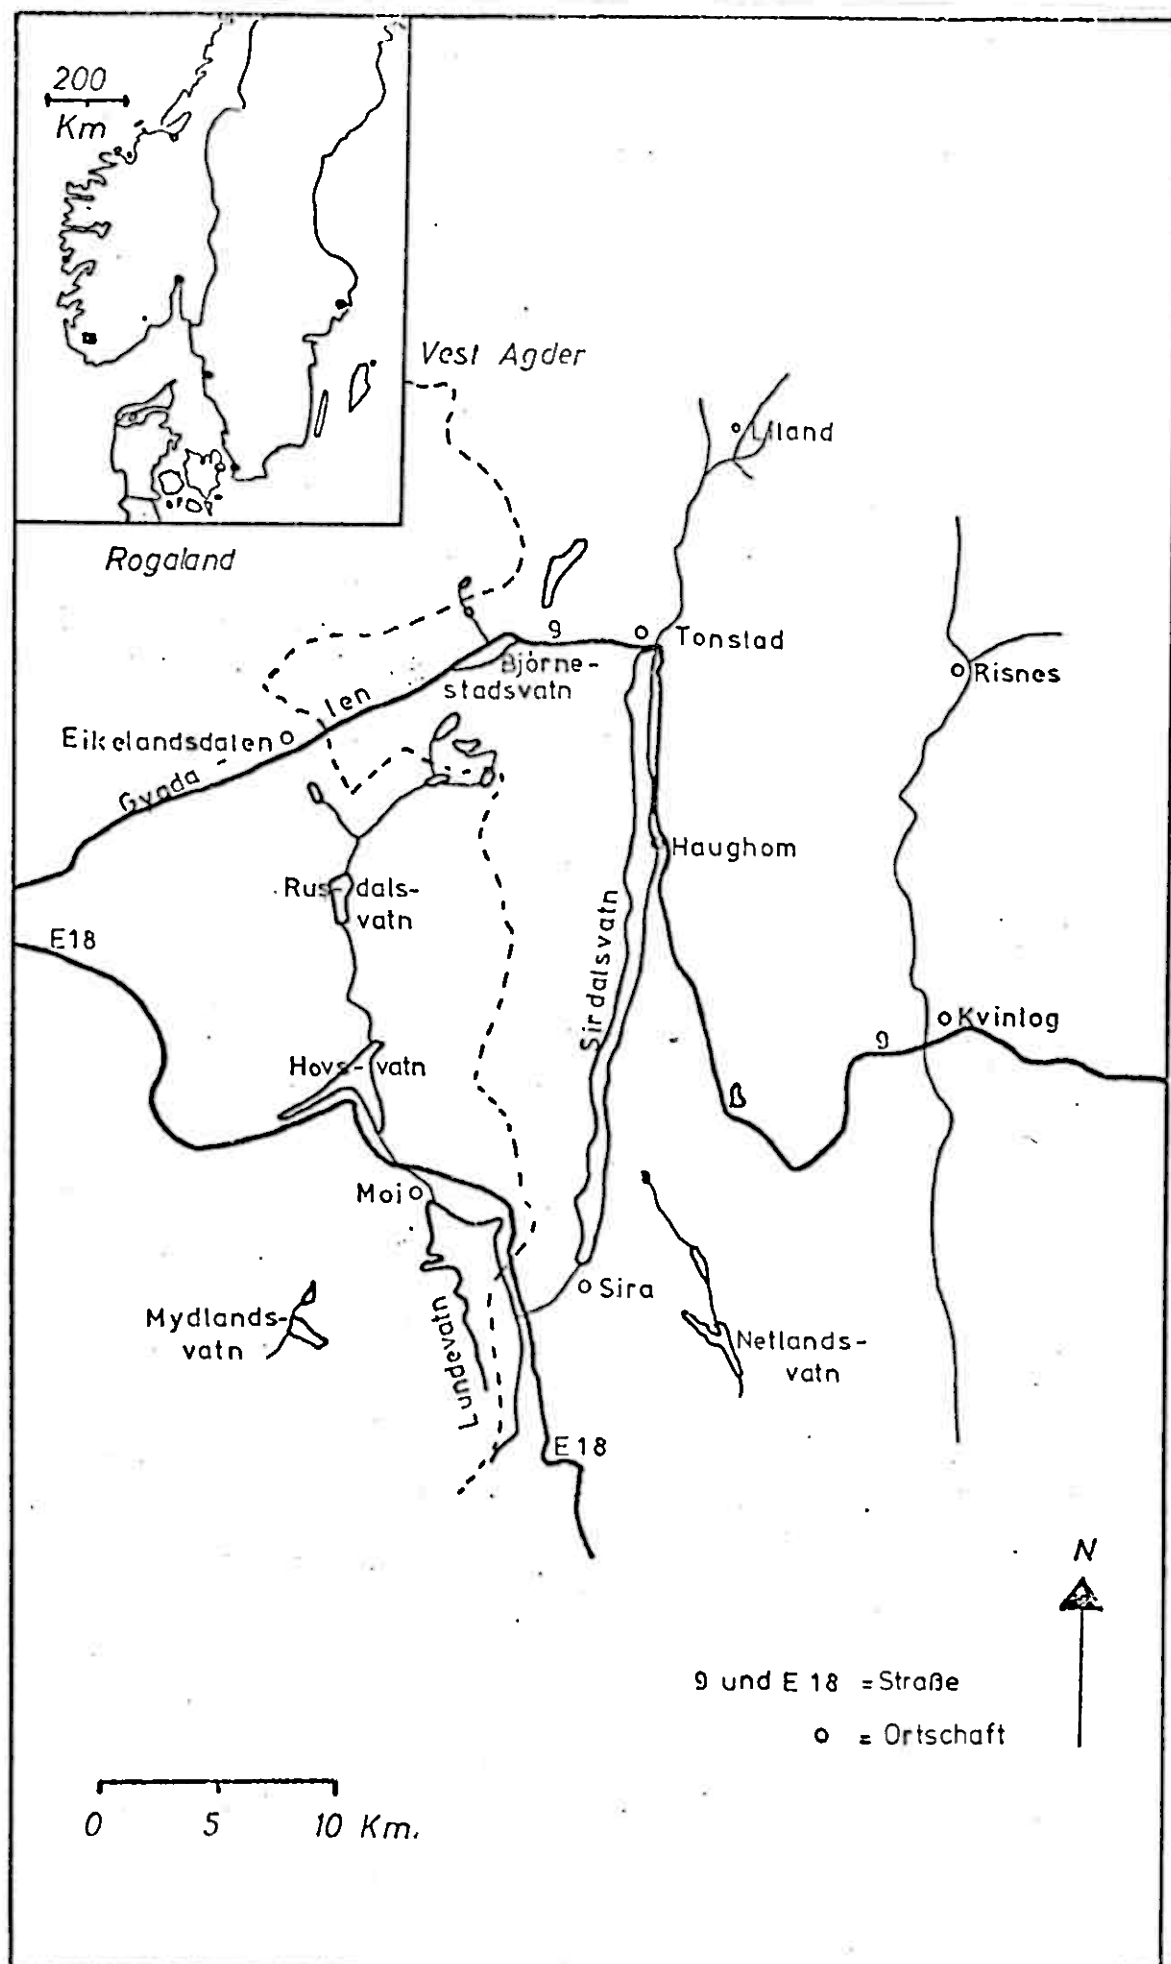 200
Km
Vest Agder
Liland
Rogaland
9
Tonstad
Björne-
stadsvatn
Risnes
Eikelandsdalen
Gyada-
len
Haughom
Rus-dals-
vatn
E18
Sirdalsvatn
Kvinlog
9
Hovs-vatn
Moi
Sira
Mydlands-
vatn
Lundevatn
Netlands-
vatn
E18
N
9 und E 18 = Straße
o = Ortschaft
0 5 10 Km.